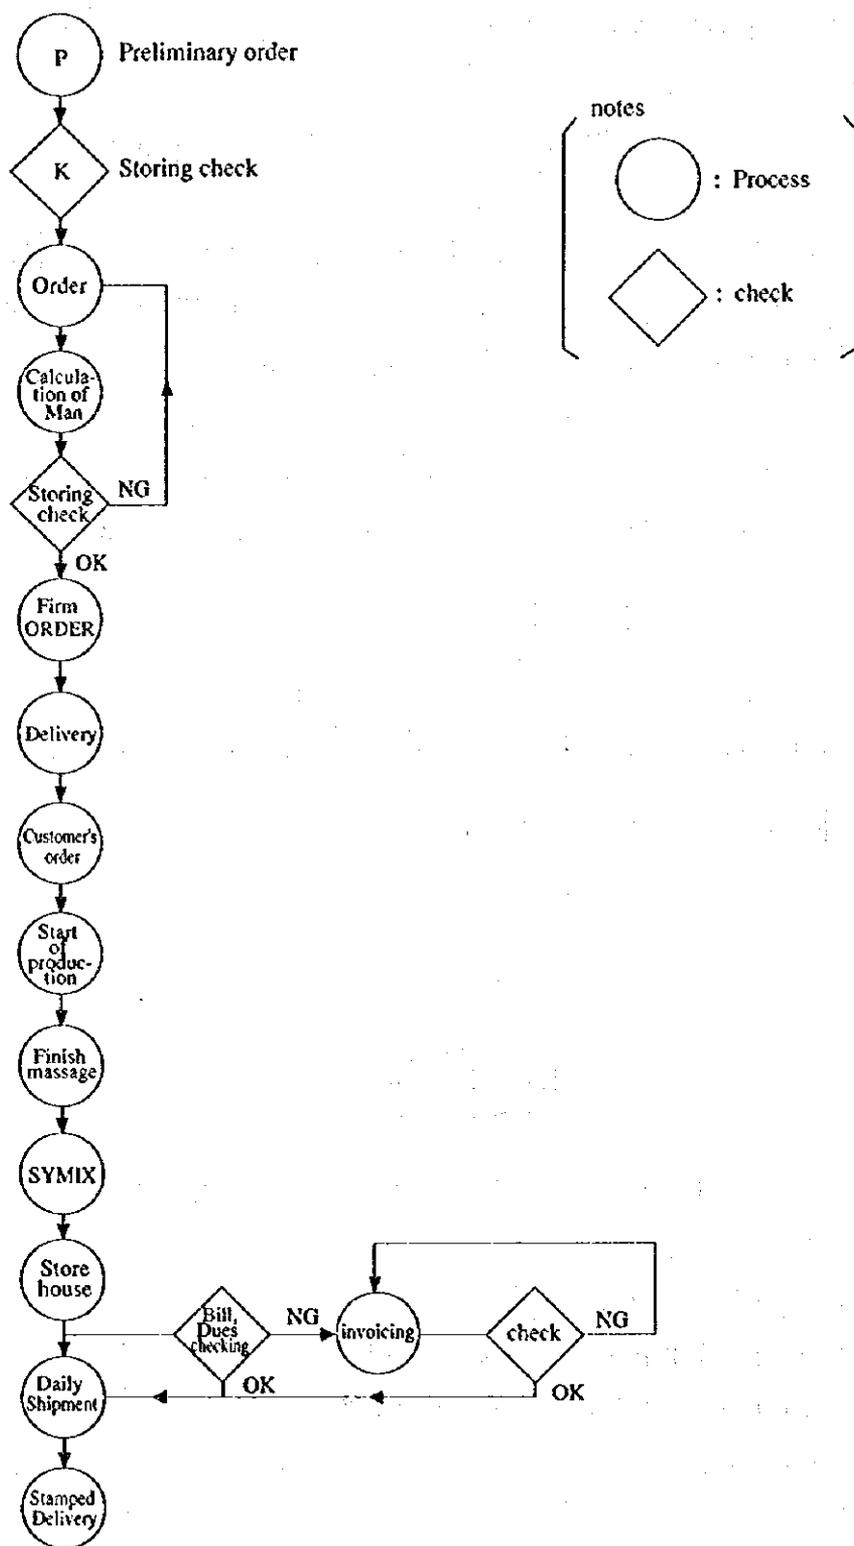 P
Preliminary order
K
Storing check
notes
: Process
: check
Order
Calcula-
tion of
Man
Storing
check
NG
OK
Firm
ORDER
Delivery
Customer's
order
Start
of
produc-
tion
Finish
massage
SYMIX
Store
house
Bill,
Dues
checking
NG
invoicing
check
NG
OK
OK
Daily
Shipment
Stamped
Delivery